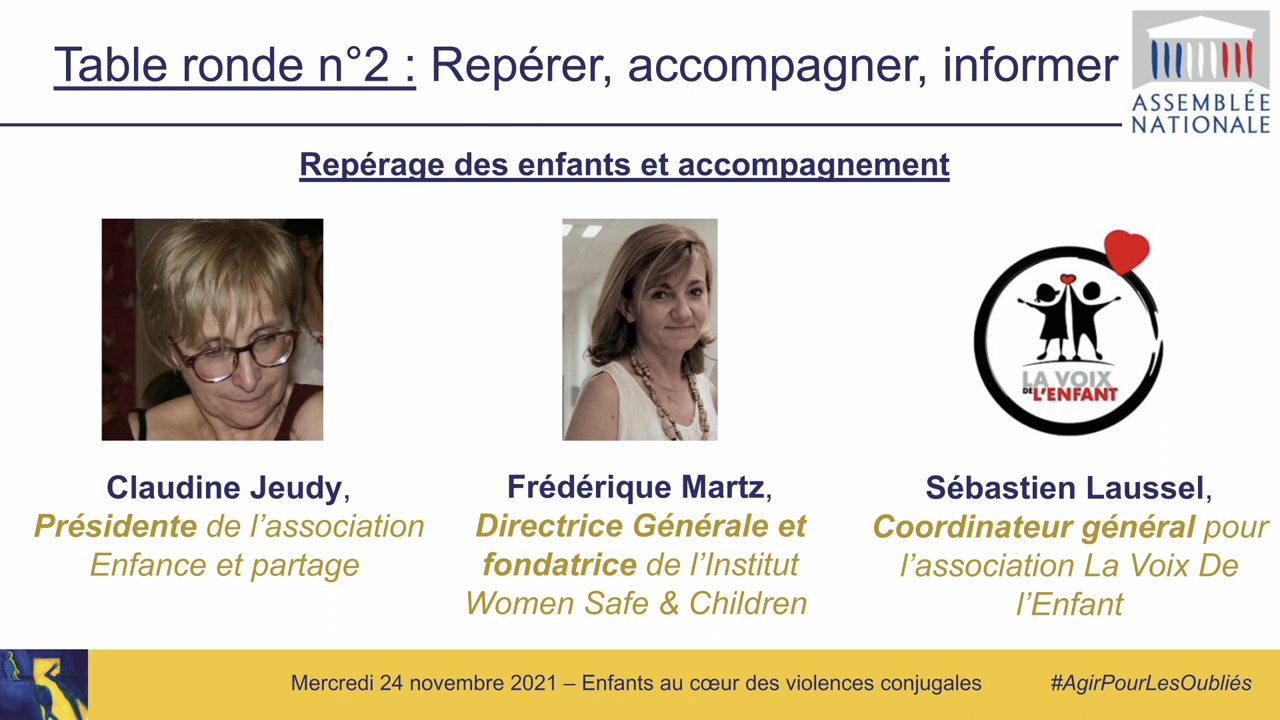 Table ronde n°2 : Repérer, accompagner, informer
ASSEMBLÉE
NATIONALE
Repérage des enfants et accompagnement
LA VOIX
DE L'ENFANT
Claudine Jeudy,
Présidente de l’association
Enfance et partage
Frédérique Martz,
Directrice Générale et
fondatrice de l’Institut
Women Safe & Children
Sébastien Laussel,
Coordinateur général pour
l’association La Voix De
l’Enfant
Mercredi 24 novembre 2021 – Enfants au cœur des violences conjugales
#AgirPourLesOubliés